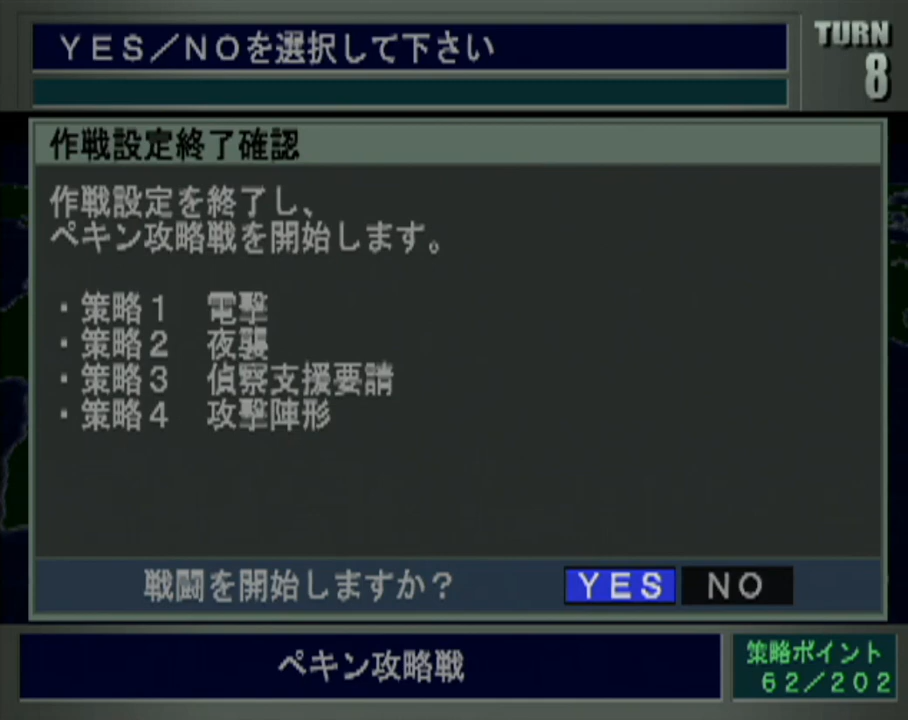 ＹＥＳ／ＮＯを選択して下さい
TURN
8
作戦設定終了確認
作戦設定を終了し、
ペキン攻略戦を開始します。
・策略１　電撃
・策略２　夜襲
・策略３　偵察支援要請
・策略４　攻撃陣形
戦闘を開始しますか？　ＹＥＳ　ＮＯ
ペキン攻略戦
策略ポイント
６２／２０２